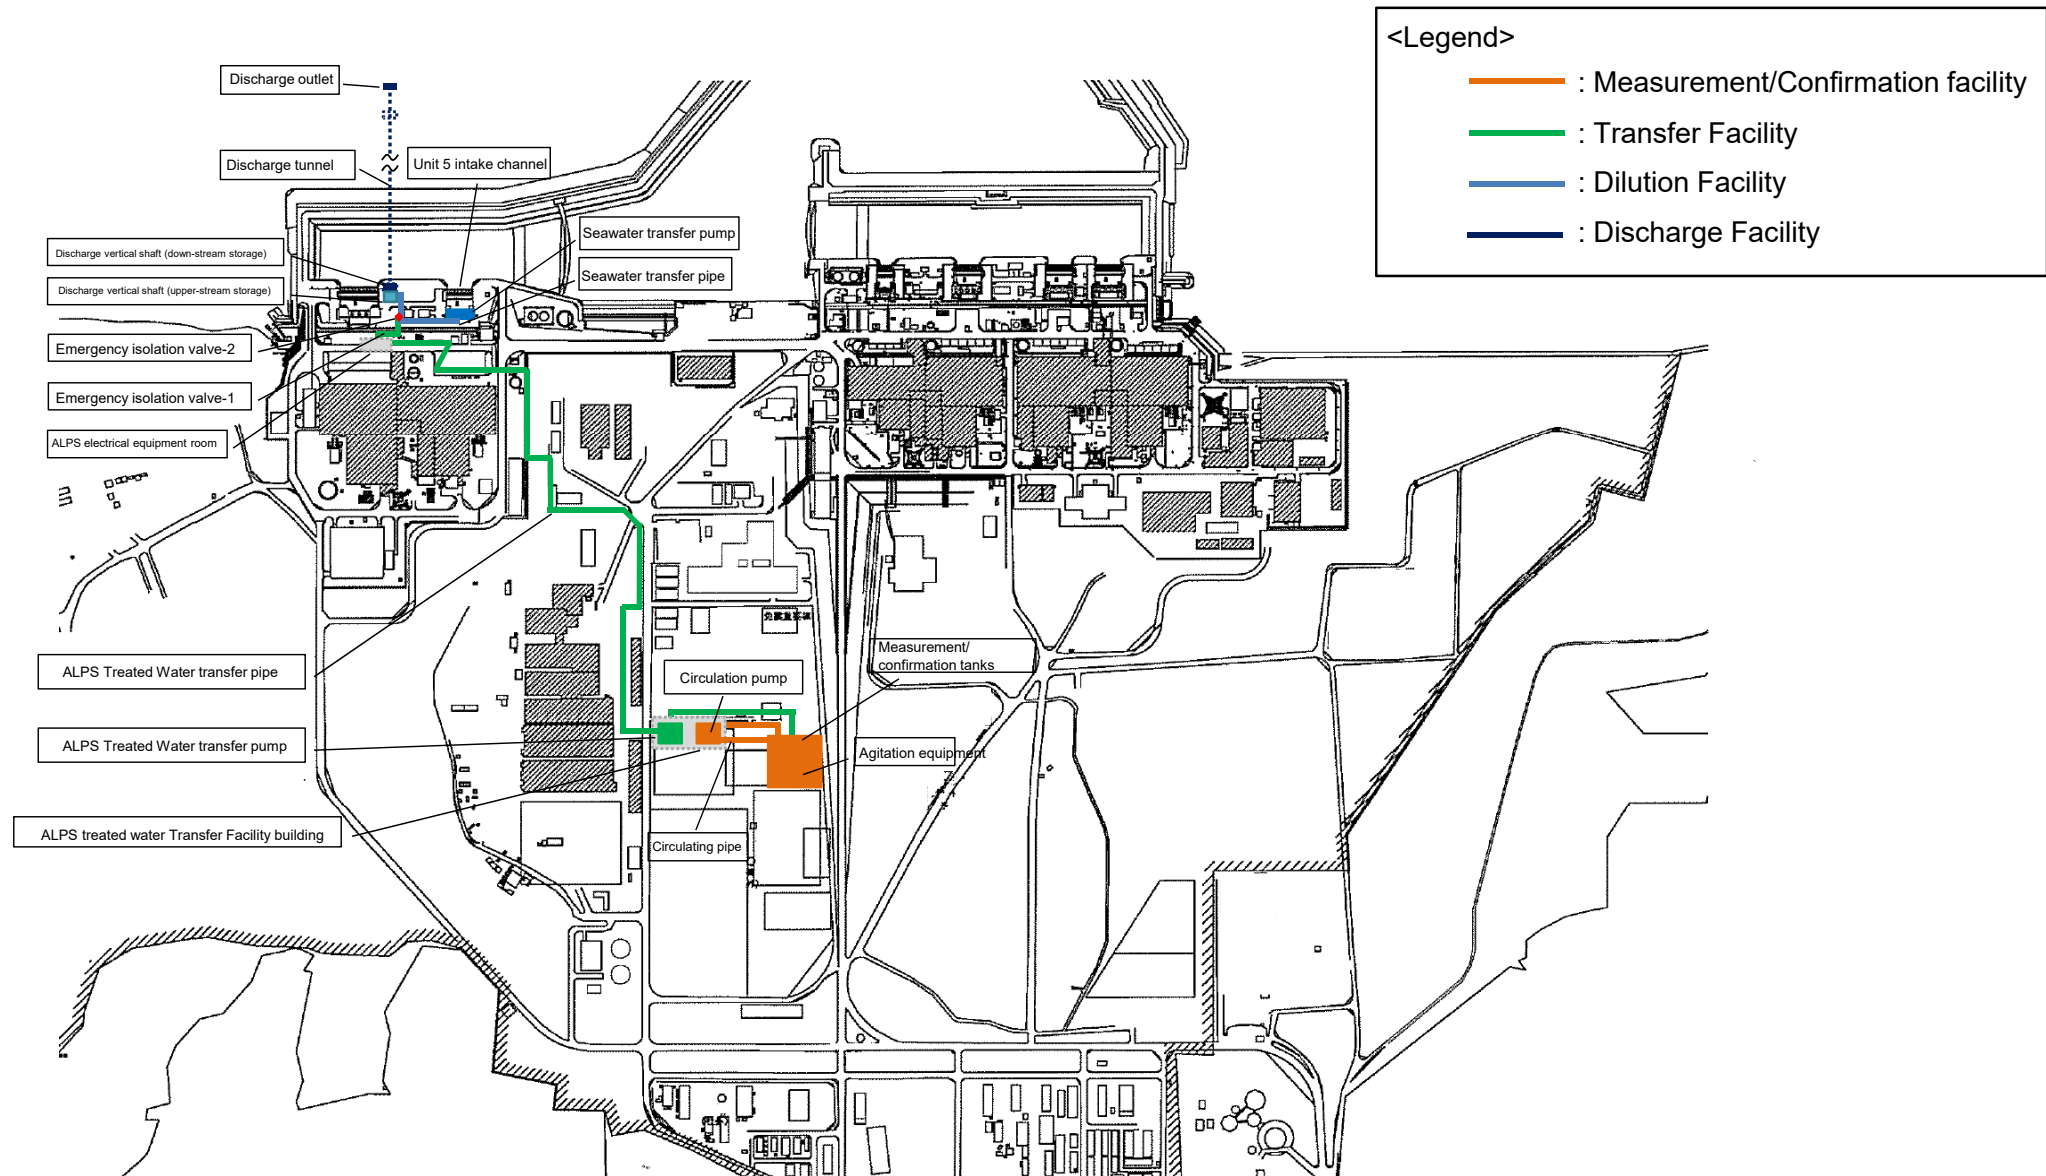 <Legend>
: Measurement/Confirmation facility
: Transfer Facility
: Dilution Facility
: Discharge Facility
Discharge outlet
Discharge tunnel
Unit 5 intake channel
Seawater transfer pump
Discharge vertical shaft (down-stream storage)
Seawater transfer pipe
Discharge vertical shaft (upper-stream storage)
Emergency isolation valve-2
Emergency isolation valve-1
ALPS electrical equipment room
Measurement/
confirmation tanks
ALPS Treated Water transfer pipe
Circulation pump
ALPS Treated Water transfer pump
Agitation equipment
ALPS treated water Transfer Facility building
Circulating pipe